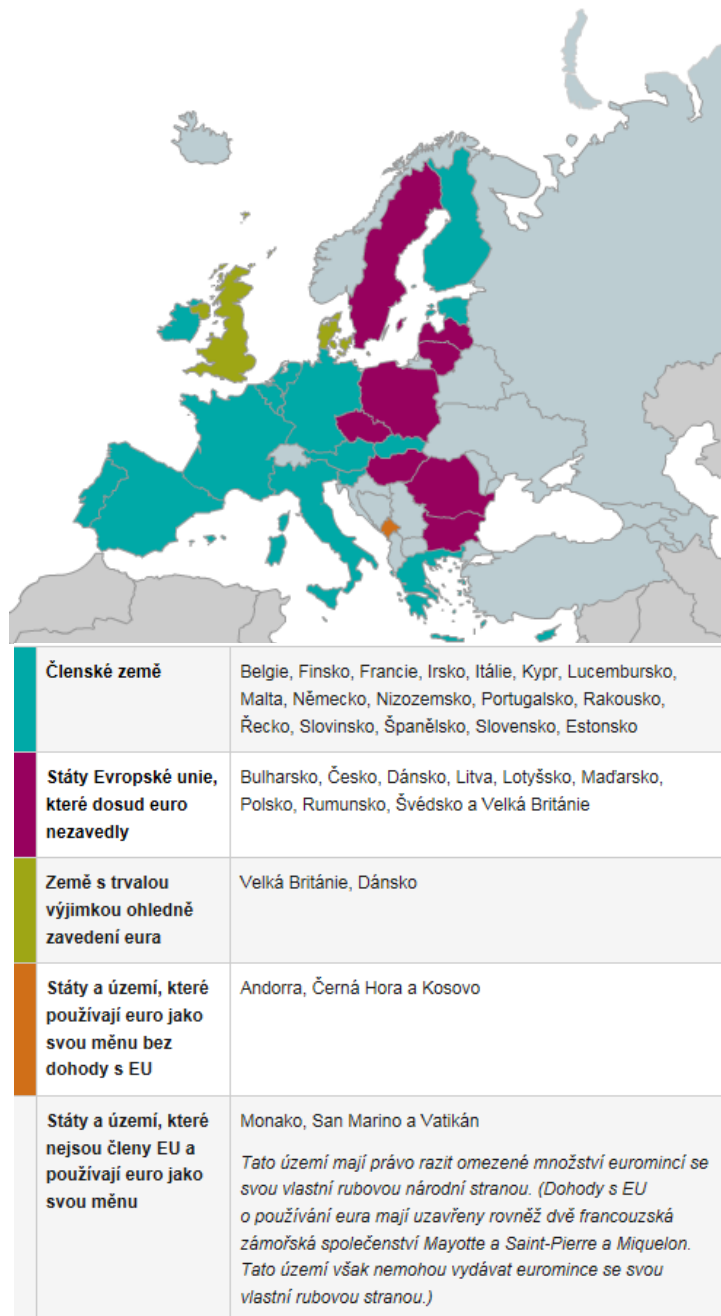 Členské země
Belgie, Finsko, Francie, Irsko, Itálie, Kypr, Lucembursko,
Malta, Německo, Nizozemsko, Portugalsko, Rakousko,
Řecko, Slovinsko, Španělsko, Slovensko, Estonsko
Státy Evropské unie,
které dosud euro
nezavedly
Bulharsko, Česko, Dánsko, Litva, Lotyšsko, Maďarsko,
Polsko, Rumunsko, Švédsko a Velká Británie
Země s trvalou
výjimkou ohledně
zavedení eura
Velká Británie, Dánsko
Státy a území, které
používají euro jako
svou měnu bez
dohody s EU
Andorra, Černá Hora a Kosovo
Státy a území, které
nejsou členy EU a
používají euro jako
svou měnu
Monako, San Marino a Vatikán
Tato území mají právo razit omezené množství euromincí se
svou vlastní rubovou národní stranou. (Dohody s EU
o používání eura mají uzavřeny rovněž dvě francouzská
zámořská společenství Mayotte a Saint-Pierre a Miquelon.
Tato území však nemohou vydávat euromince se svou
vlastní rubovou stranou.)